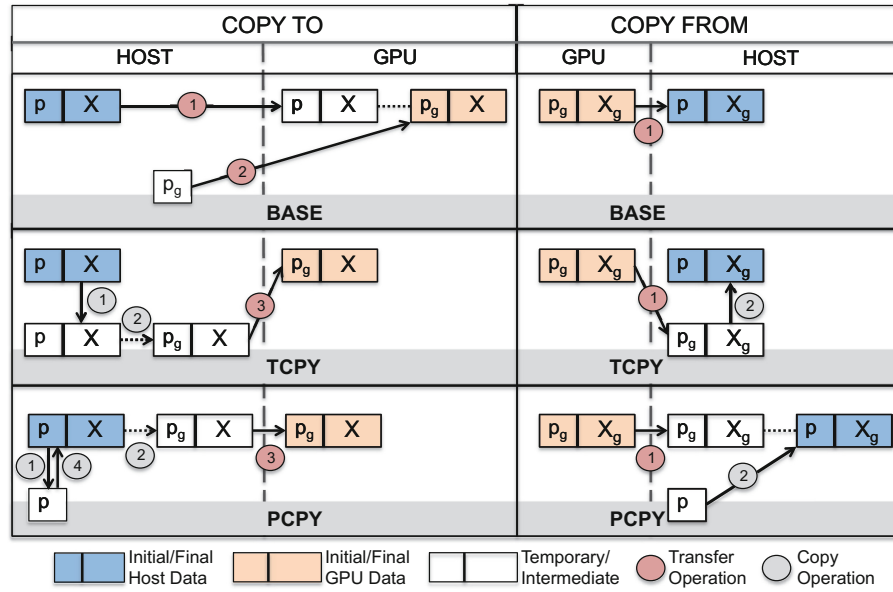 COPY TO
COPY FROM
HOST
GPU
GPU
HOST
p X
1
p X
pg X
2
pg
BASE
pg Xg
1
p Xg
BASE
p X
1
p X
2
pg X
3
pg X
TCPY
pg Xg
1
p Xg
2
pg Xg
TCPY
p X
2
pg X
3
pg X
1
4
p
PCPY
pg Xg
1
pg Xg
p Xg
2
p
PCPY
Initial/Final
Host Data
Initial/Final
GPU Data
Temporary/
Intermediate
Transfer
Operation
Copy
Operation